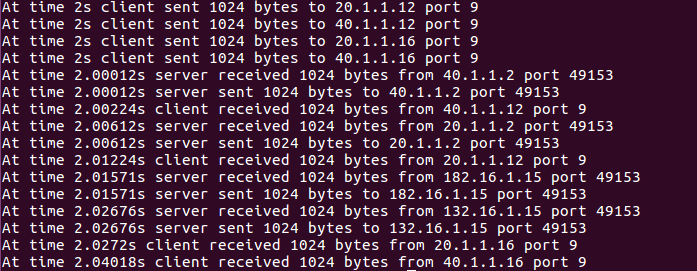 At time 2s client sent 1024 bytes to 20.1.1.12 port 9
At time 2s client sent 1024 bytes to 40.1.1.12 port 9
At time 2s client sent 1024 bytes to 20.1.1.16 port 9
At time 2s client sent 1024 bytes to 40.1.1.16 port 9
At time 2.00012s server received 1024 bytes from 40.1.1.2 port 49153
At time 2.00012s server sent 1024 bytes to 40.1.1.2 port 49153
At time 2.00224s client received 1024 bytes from 40.1.1.12 port 9
At time 2.00612s server received 1024 bytes from 20.1.1.2 port 49153
At time 2.00612s server sent 1024 bytes to 20.1.1.2 port 49153
At time 2.01224s client received 1024 bytes from 20.1.1.12 port 9
At time 2.01571s server received 1024 bytes from 182.16.1.15 port 49153
At time 2.01571s server sent 1024 bytes to 182.16.1.15 port 49153
At time 2.02676s server received 1024 bytes from 132.16.1.15 port 49153
At time 2.02676s server sent 1024 bytes to 132.16.1.15 port 49153
At time 2.0272s client received 1024 bytes from 20.1.1.16 port 9
At time 2.04018s client received 1024 bytes from 40.1.1.16 port 9